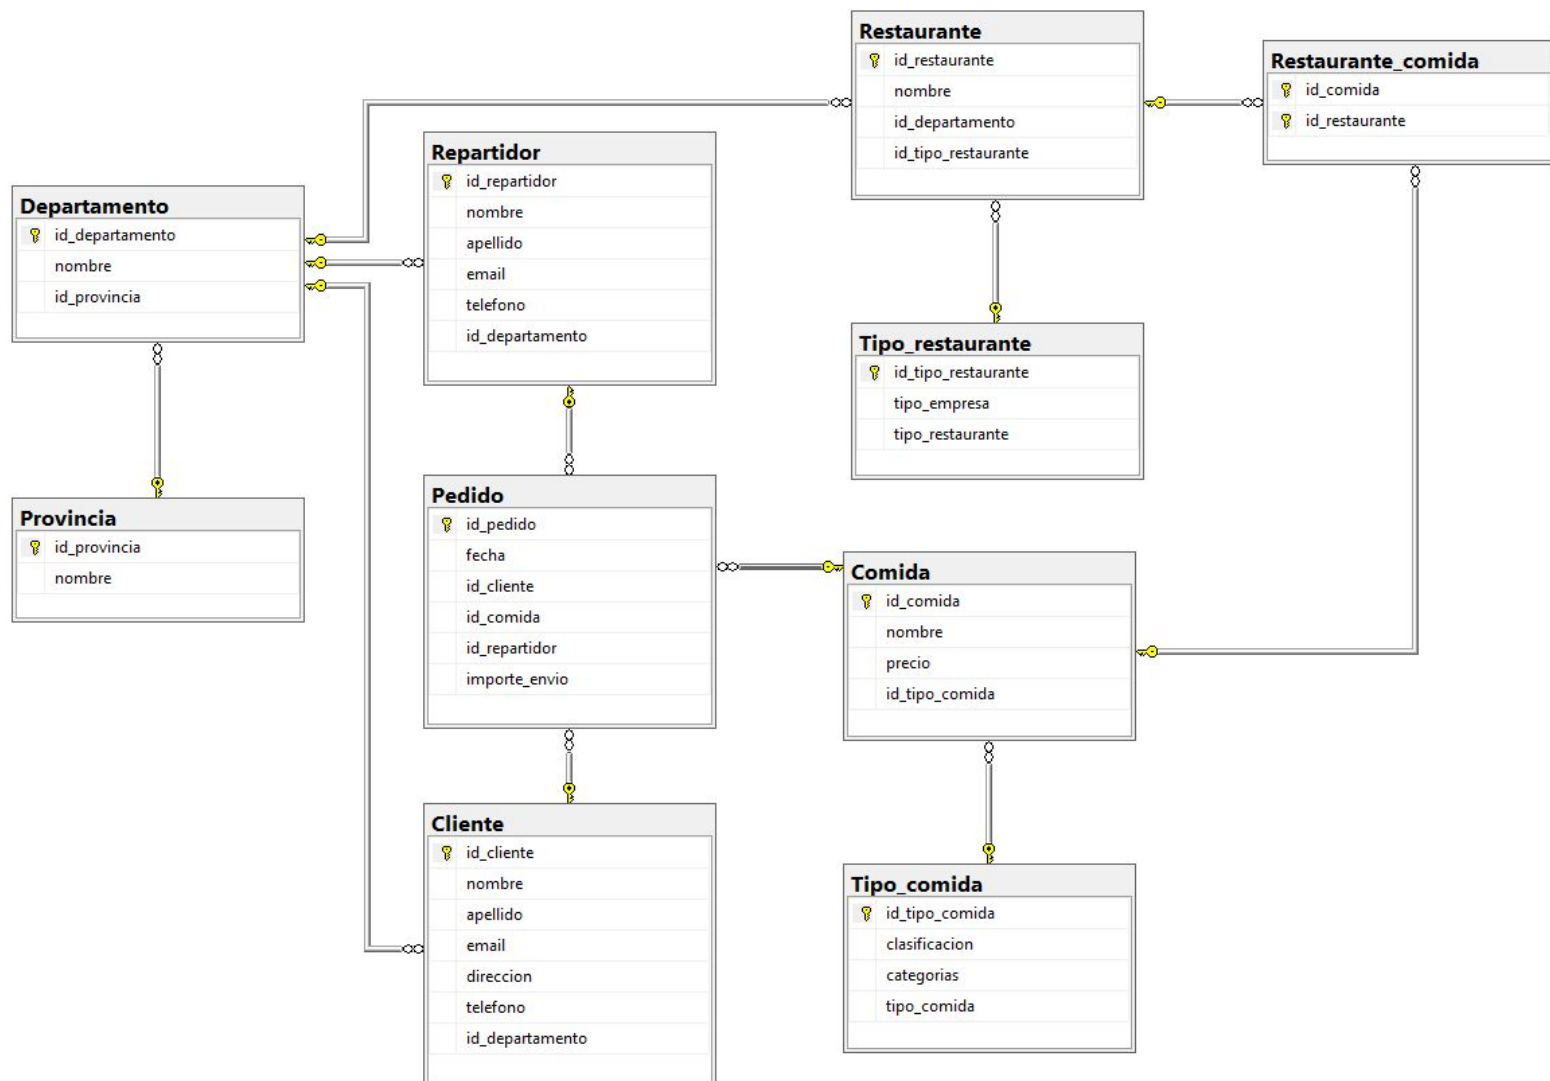 Restaurante
id_restaurante
nombre
id_departamento
id_tipo_restaurante
Restaurante_comida
id_comida
id_restaurante
Repartidor
id_repartidor
nombre
apellido
email
telefono
id_departamento
Departamento
id_departamento
nombre
id_provincia
Tipo_restaurante
id_tipo_restaurante
tipo_empresa
tipo_restaurante
Provincia
id_provincia
nombre
Pedido
id_pedido
fecha
id_cliente
id_comida
id_repartidor
importe_envio
Comida
id_comida
nombre
precio
id_tipo_comida
Cliente
id_cliente
nombre
apellido
email
direccion
telefono
id_departamento
Tipo_comida
id_tipo_comida
clasificacion
categorias
tipo_comida